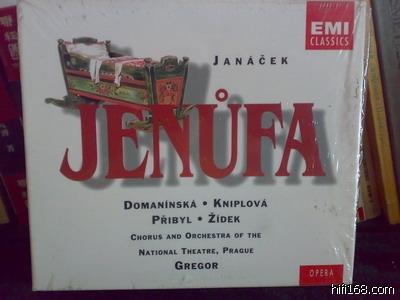 EMI
CLASSICS
JANÁČEK
JENŮFA
DOMANÍNSKÁ • KNIPLOVÁ
PŘIBYL • ŽÍDEK
CHORUS AND ORCHESTRA OF THE
NATIONAL THEATRE, PRAGUE
GREGOR
OPERA
hifi168.com